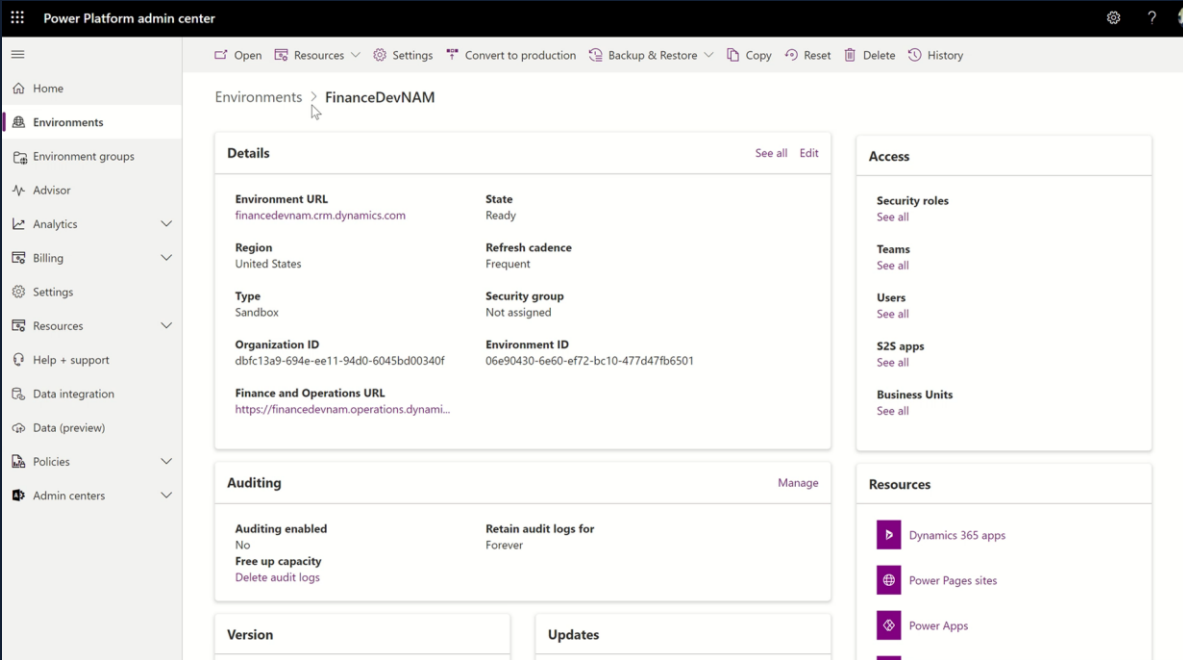 Power Platform admin center
?
Open Resources Settings Convert to production Backup & Restore Copy Reset Delete History
Home
Environments
Environment groups
Advisor
Analytics
Billing
Settings
Resources
Help + support
Data integration
Data (preview)
Policies
Admin centers
Environments > FinanceDevNAM
Details See all Edit
Environment URL State
financedevnam.crm.dynamics.com Ready
Region Refresh cadence
United States Frequent
Type Security group
Sandbox Not assigned
Organization ID Environment ID
dbfc13a9-694e-ee11-94d0-6045bd00340f 06e90430-6e60-ef72-bc10-477d47fb6501
Finance and Operations URL
https://financedevnam.operations.dynami...
Auditing Manage
Auditing enabled Retain audit logs for
No Forever
Free up capacity
Delete audit logs
Version
Updates
Access
Security roles
See all
Teams
See all
Users
See all
S2S apps
See all
Business Units
See all
Resources
Dynamics 365 apps
Power Pages sites
Power Apps